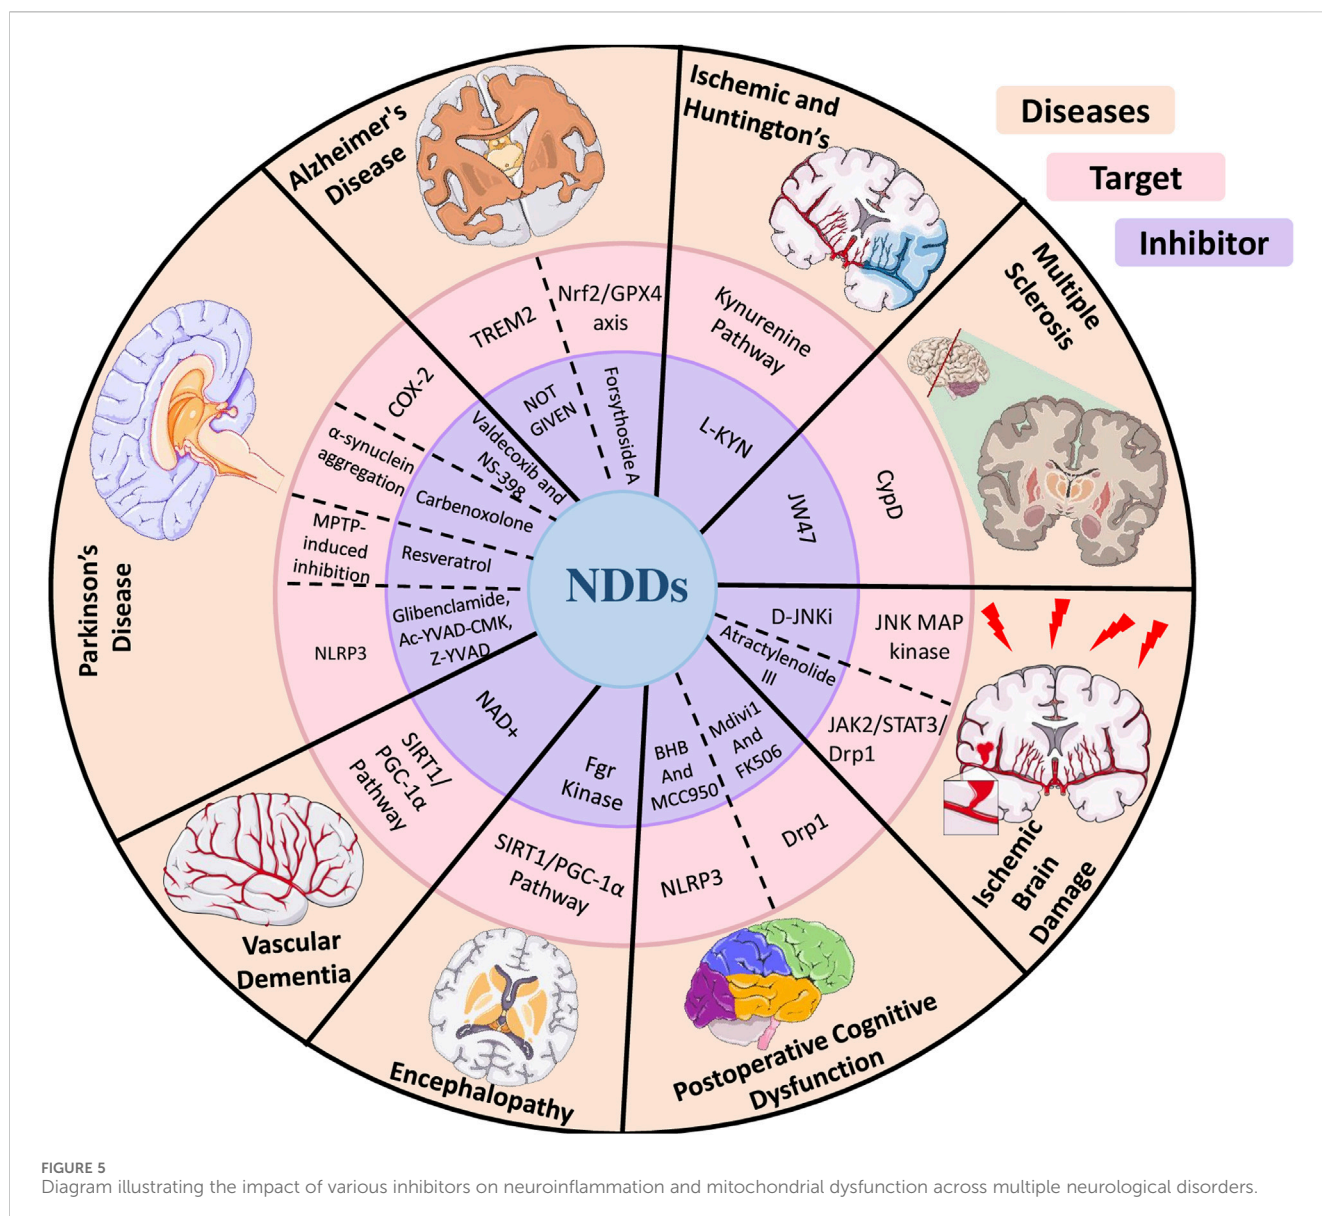 Diseases
Target
Inhibitor
Alzheimer's
Disease
TREM2
Nrf2/GPX4
axis
NOT
GIVEN
Forsythoside A
Ischemic and
Huntington’s
Kynurenine
Pathway
L-KYN
Multiple
Sclerosis
CypD
JW47
JNK MAP
kinase
D-JNKi
JAK2/STAT3/
Drp1
Atractylenolide
III
Ischemic
Brain
Damage
Drp1
Mdivi1
And
FK506
NLRP3
BHB
And
MCC950
Postoperative Cognitive
Dysfunction
SIRT1/PGC-1α
Pathway
Fgr
Kinase
Encephalopathy
SIRT1/
PGC-1α
Pathway
NAD+
Vascular
Dementia
Parkinson’s
Disease
COX-2
Valdecoxib and
NS-398
α-synuclein
aggregation
Carbenoxolone
MPTP-
induced
inhibition
Resveratrol
NLRP3
Glibenclamide,
Ac-YVAD-CMK,
Z-YVAD
NDDs
FIGURE 5
Diagram illustrating the impact of various inhibitors on neuroinflammation and mitochondrial dysfunction across multiple neurological disorders.